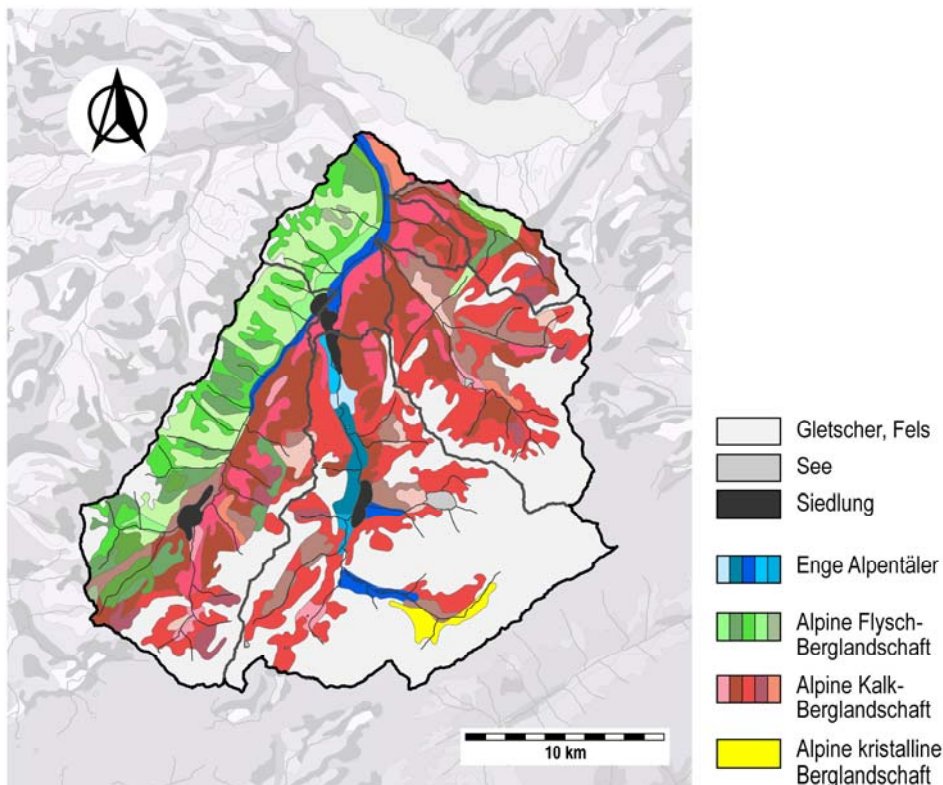 Gletscher, Fels
See
Siedlung
Enge Alpentäler
Alpine Flysch-
Berglandschaft
Alpine Kalk-
Berglandschaft
Alpine kristalline
Berglandschaft
10 km